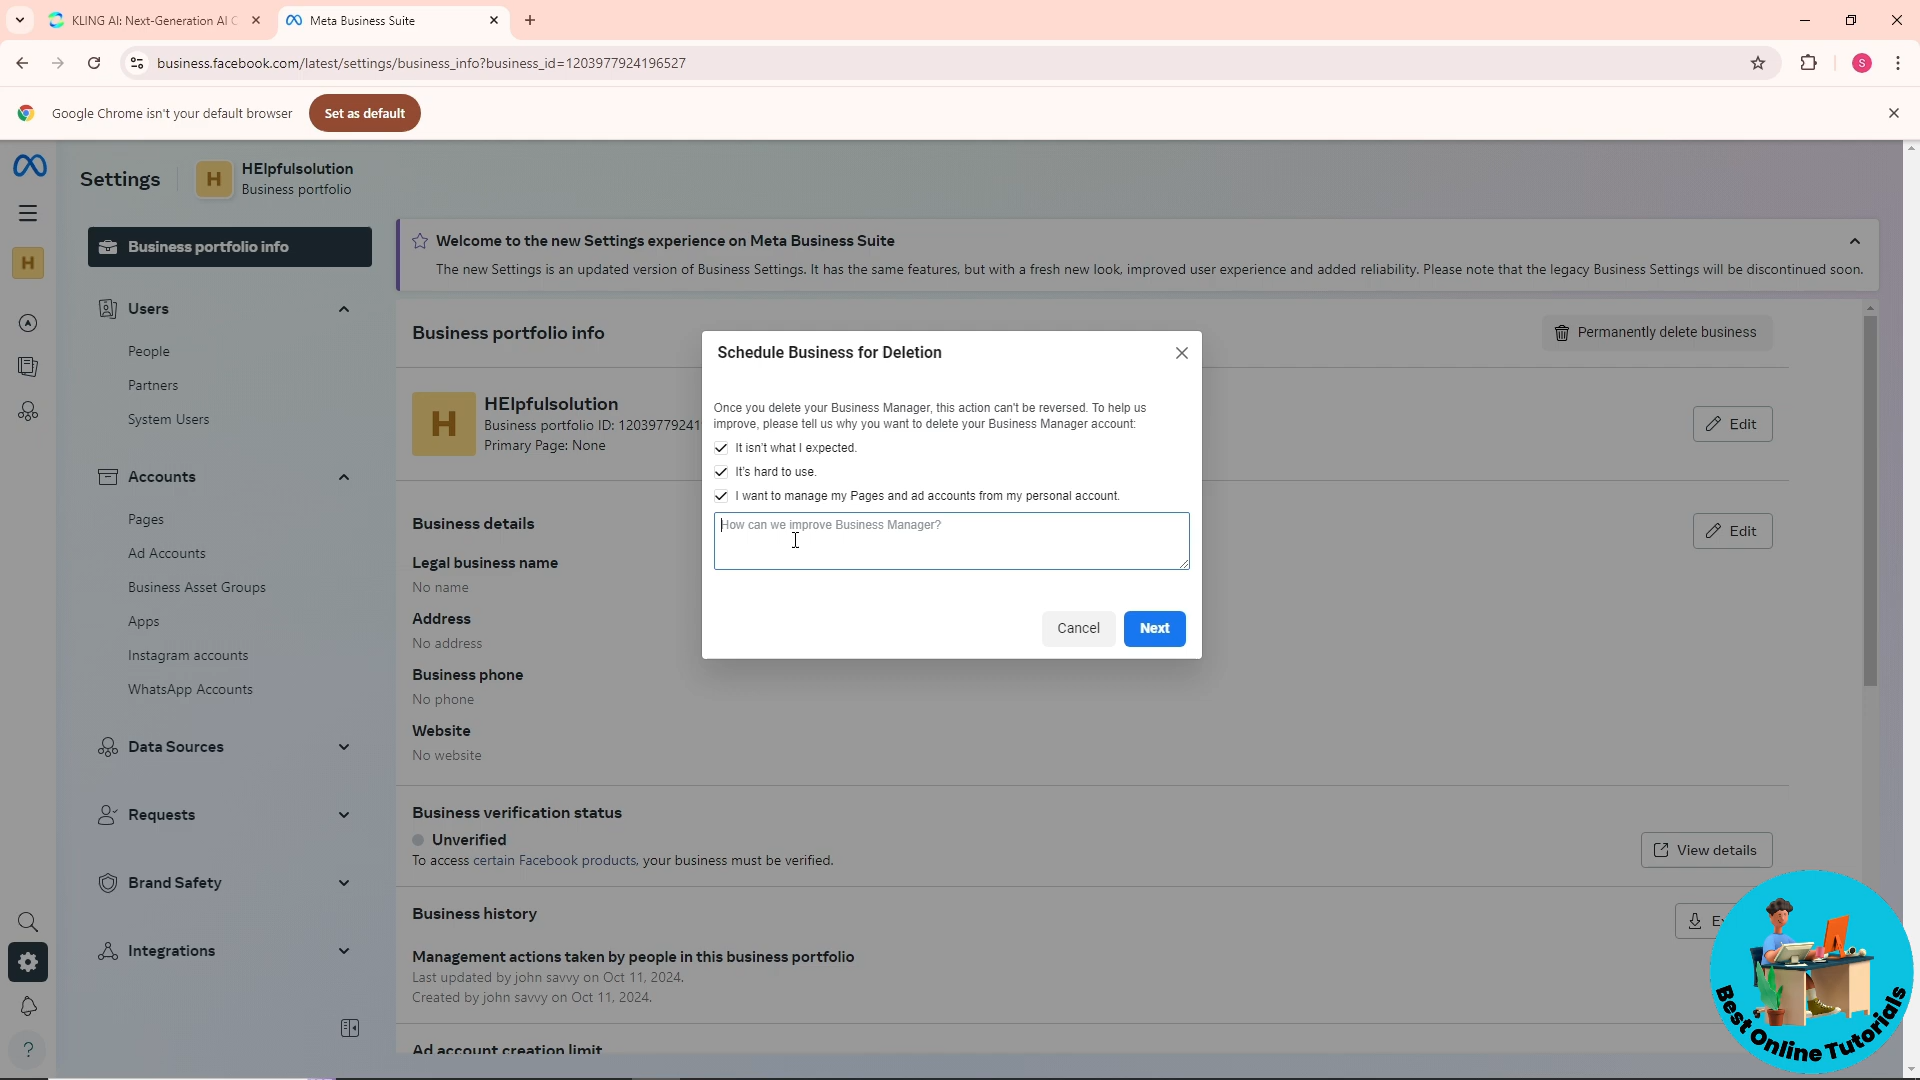 KLING AI: Next-Generation AI C
Meta Business Suite
business.facebook.com/latest/settings/business_info?business_id=1203977924196527
S
Google Chrome isn't your default browser
Set as default
Settings
H
HElpfulsolution
Business portfolio
Business portfolio info
Welcome to the new Settings experience on Meta Business Suite
The new Settings is an updated version of Business Settings. It has the same features, but with a fresh new look, improved user experience and added reliability. Please note that the legacy Business Settings will be discontinued soon.
H
Users
People
Partners
System Users
Accounts
Pages
Ad Accounts
Business Asset Groups
Apps
Instagram accounts
WhatsApp Accounts
Data Sources
Requests
Brand Safety
Integrations
?
Business portfolio info
Permanently delete business
H
HElpfulsolution
Business portfolio ID: 12039779241
Primary Page: None
Edit
Business details
Edit
Legal business name
No name
Address
No address
Business phone
No phone
Website
No website
Schedule Business for Deletion
Once you delete your Business Manager, this action can't be reversed. To help us
improve, please tell us why you want to delete your Business Manager account:
It isn't what I expected.
It's hard to use.
I want to manage my Pages and ad accounts from my personal account.
How can we improve Business Manager?
Cancel
Next
Business verification status
Unverified
To access certain Facebook products, your business must be verified.
View details
Business history
Management actions taken by people in this business portfolio
Last updated by john savvy on Oct 11, 2024.
Created by john savvy on Oct 11, 2024.
Ad account creation limit
Best Online Tutorials